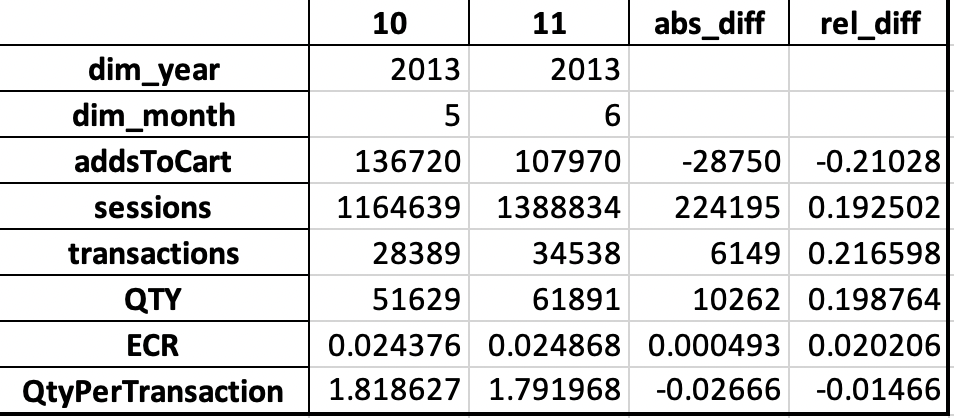 10 11 abs_diff rel_diff
dim_year 2013 2013
dim_month 5 6
addsToCart 136720 107970 -28750 -0.21028
sessions 1164639 1388834 224195 0.192502
transactions 28389 34538 6149 0.216598
QTY 51629 61891 10262 0.198764
ECR 0.024376 0.024868 0.000493 0.020206
QtyPerTransaction 1.818627 1.791968 -0.02666 -0.01466